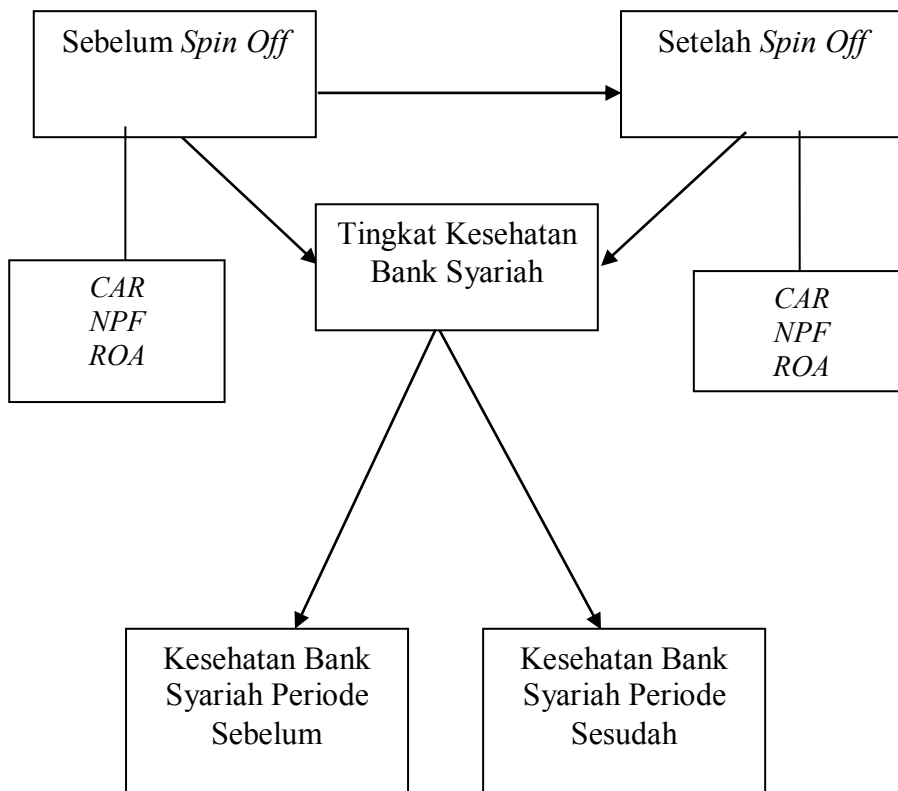 Sebelum Spin Off
Setelah Spin Off
Tingkat Kesehatan
Bank Syariah
CAR
NPF
ROA
CAR
NPF
ROA
Kesehatan Bank
Syariah Periode
Sebelum
Kesehatan Bank
Syariah Periode
Sesudah